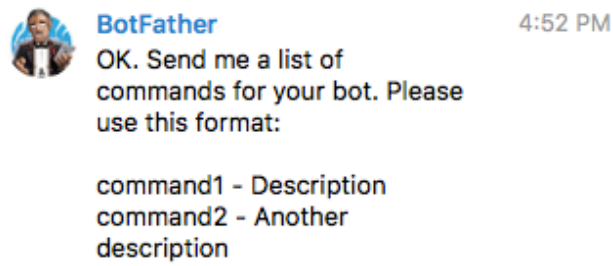 BotFather 4:52 PM
OK. Send me a list of
commands for your bot. Please
use this format:
command1 - Description
command2 - Another
description